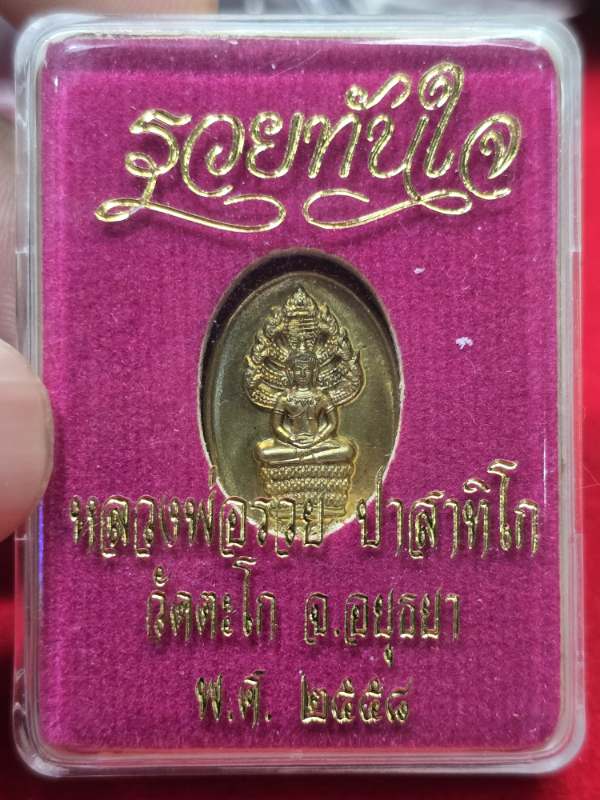 รวยทันใจ
หลวงพ่อรวย ปาสาทิโก
วัดตะโก อ.อยุธยา
พ.ศ. ๒๕๕๘